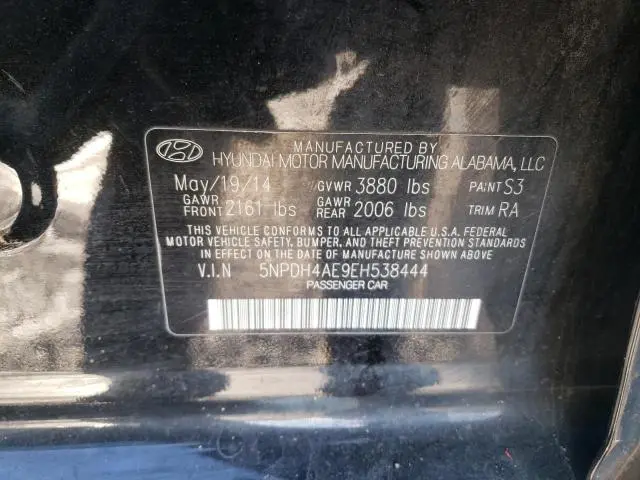 MANUFACTURED BY
HYUNDAI MOTOR MANUFACTURING ALABAMA, LLC
May/19/14 GVWR 3880 lbs PAINT S3
GAWR FRONT 2161 lbs GAWR REAR 2006 lbs TRIM RA
THIS VEHICLE CONFORMS TO ALL APPLICABLE U.S.A. FEDERAL
MOTOR VEHICLE SAFETY, BUMPER, AND THEFT PREVENTION STANDARDS
IN EFFECT ON THE DATE OF MANUFACTURE SHOWN ABOVE.
V.I.N 5NPDH4AE9EH538444
PASSENGER CAR